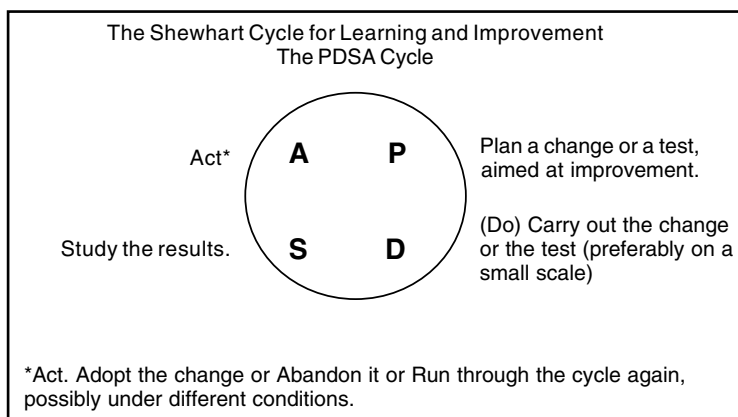 The Shewhart Cycle for Learning and Improvement
The PDSA Cycle
Act*
A
P
Plan a change or a test,
aimed at improvement.
Study the results.
S
D
(Do) Carry out the change
or the test (preferably on a
small scale)
*Act. Adopt the change or Abandon it or Run through the cycle again,
possibly under different conditions.